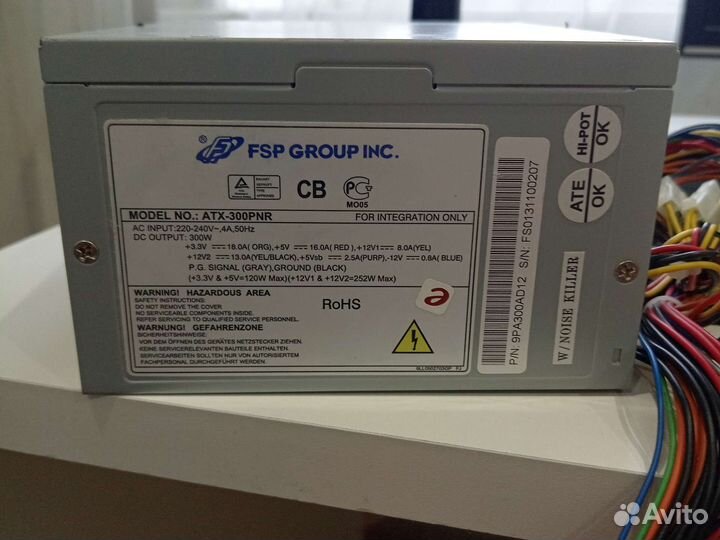 ® FSP GROUP INC.
CB
MO05
MODEL NO.: ATX-300PNR FOR INTEGRATION ONLY
AC INPUT:220-240V~,4A,50Hz
DC OUTPUT: 300W
+3.3V ⎓ 18.0A( ORG),+5V ⎓ 16.0A( RED ),+12V1⎓ 8.0A(YEL)
+12V2 ⎓ 13.0A(YEL/BLACK),+5Vsb ⎓ 2.5A(PURP),-12V ⎓ 0.8A( BLUE)
P.G. SIGNAL (GRAY),GROUND (BLACK)
(+3.3V & +5V=120W Max)(+12V1 & +12V2=252W MAX)
WARNING! HAZARDOUS AREA
SAFETY INSTRUCTIONS:
DO NOT REMOVE THE COVER
NO SERVICEABLE COMPONENTS INSIDE.
REFER SERVICING TO QUALIFIED SERVICE PERSONNEL.
WARNUNG! GEFAHRENZONE
SICHERHEITSHINWEISE:
VOR DEM ÖFFNEN DES GERÄTES NETZSTECKER ZIEHEN
KEINE ZU WARTENDEN BAUTEILE ENTHALTEN.
SERVICEARBEITEN SOLLTEN NUR VON AUTORISIERTEM
FACHPERSONAL DURCHGEFÜHRT WERDEN
RoHS
e
P/N: 9PA300AD12 S/N: FS0131100207
HI-POT
OK
ATE
OK
W/NOISE KILLER
Avito